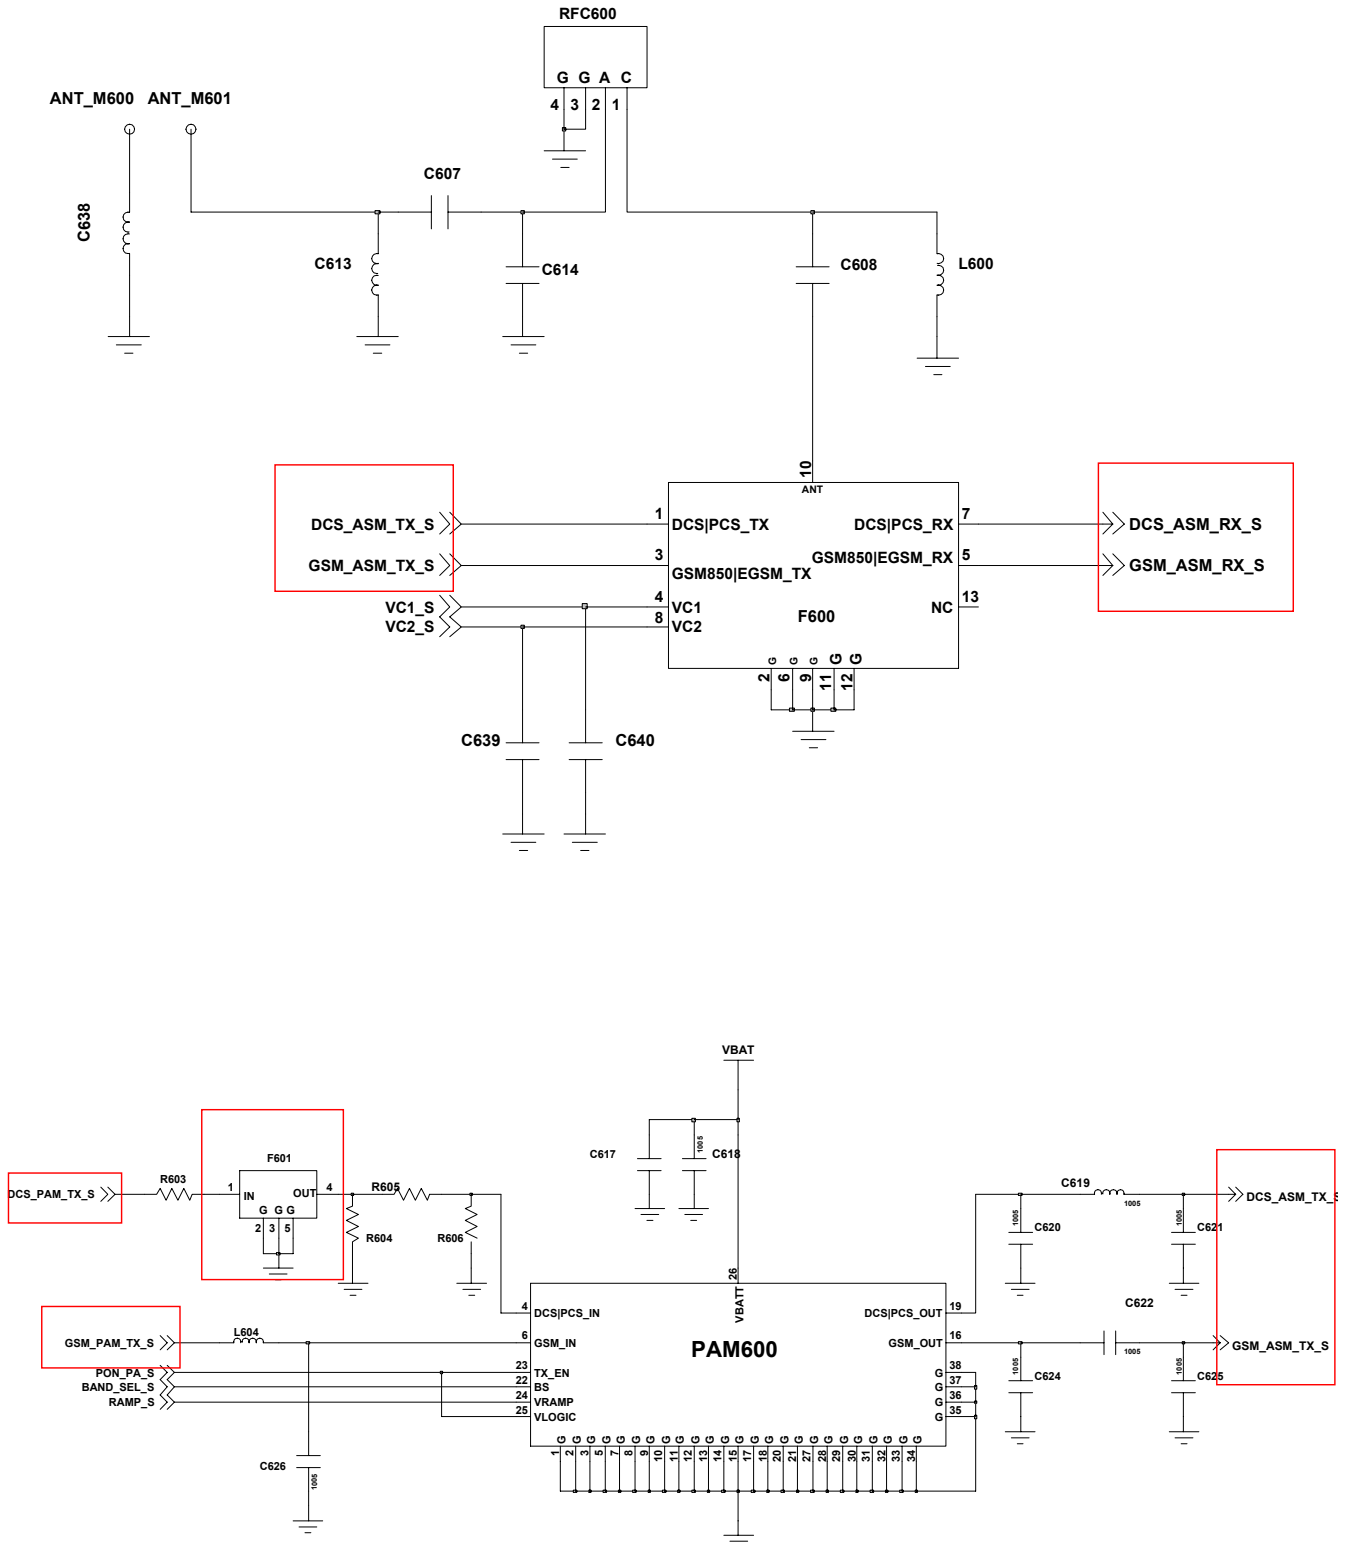 RFC600
G G A C
4 3 2 1
ANT_M600 ANT_M601
C607
C638
C613
C614
C608
L600
10
ANT
DCS_ASM_TX_S 1 DCS|PCS_TX DCS|PCS_RX 7 DCS_ASM_RX_S
GSM_ASM_TX_S 3 GSM850|EGSM_TX GSM850|EGSM_RX 5 GSM_ASM_RX_S
VC1_S 4 VC1 NC 13
VC2_S 8 VC2
F600
G G G G G
2 6 9 11 12
C639 C640
VBAT
C617 1005 C618
F601
DCS_PAM_TX_S R603 1 IN OUT 4 R605
G G G
2 3 5
R604 R606
C619
1005
DCS_ASM_TX_S
1005 C620 1005 C621
26
VBATT
4 DCS|PCS_IN DCS|PCS_OUT 19
C622
1005
GSM_PAM_TX_S L604 6 GSM_IN GSM_OUT 16 GSM_ASM_TX_S
PAM600
PON_PA_S 23 TX_EN G 38
BAND_SEL_S 22 BS G 37
RAMP_S 24 VRAMP G 36
25 VLOGIC G 35
1005 C624 1005 C625
G G G G G G G G G G G G G G G G G G G G G G G G G
1 2 3 5 7 8 9 10 11 12 13 14 15 17 18 20 21 27 28 29 30 31 32 33 34
C626
1005